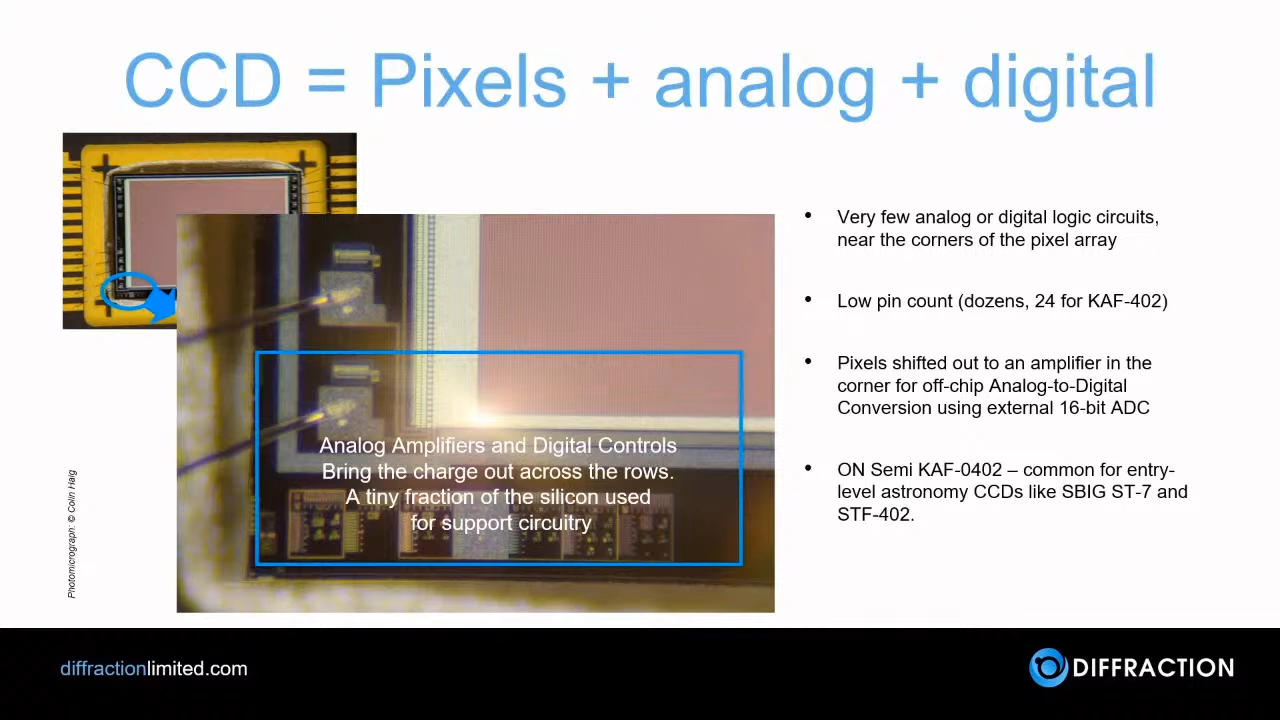 CCD = Pixels + analog + digital
• Very few analog or digital logic circuits,
near the corners of the pixel array
• Low pin count (dozens, 24 for KAF-402)
• Pixels shifted out to an amplifier in the
corner for off-chip Analog-to-Digital
Conversion using external 16-bit ADC
• ON Semi KAF-0402 – common for entry-
level astronomy CCDs like SBIG ST-7 and
STF-402.
Analog Amplifiers and Digital Controls
Bring the charge out across the rows.
A tiny fraction of the silicon used
for support circuitry
Photomicrograph: © Colin Haig
diffractionlimited.com
DIFFRACTION